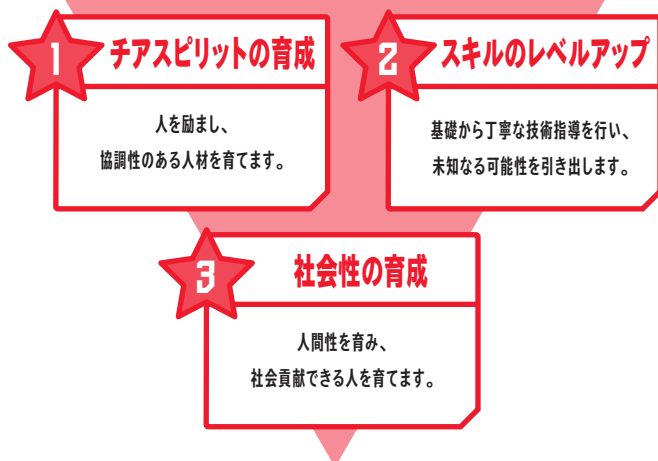 1
チアスピリットの育成
人を励まし、
協調性のある人材を育てます。
2
スキルのレベルアップ
基礎から丁寧な技術指導を行い、
未知なる可能性を引き出します。
3
社会性の育成
人間性を育み、
社会貢献できる人を育てます。